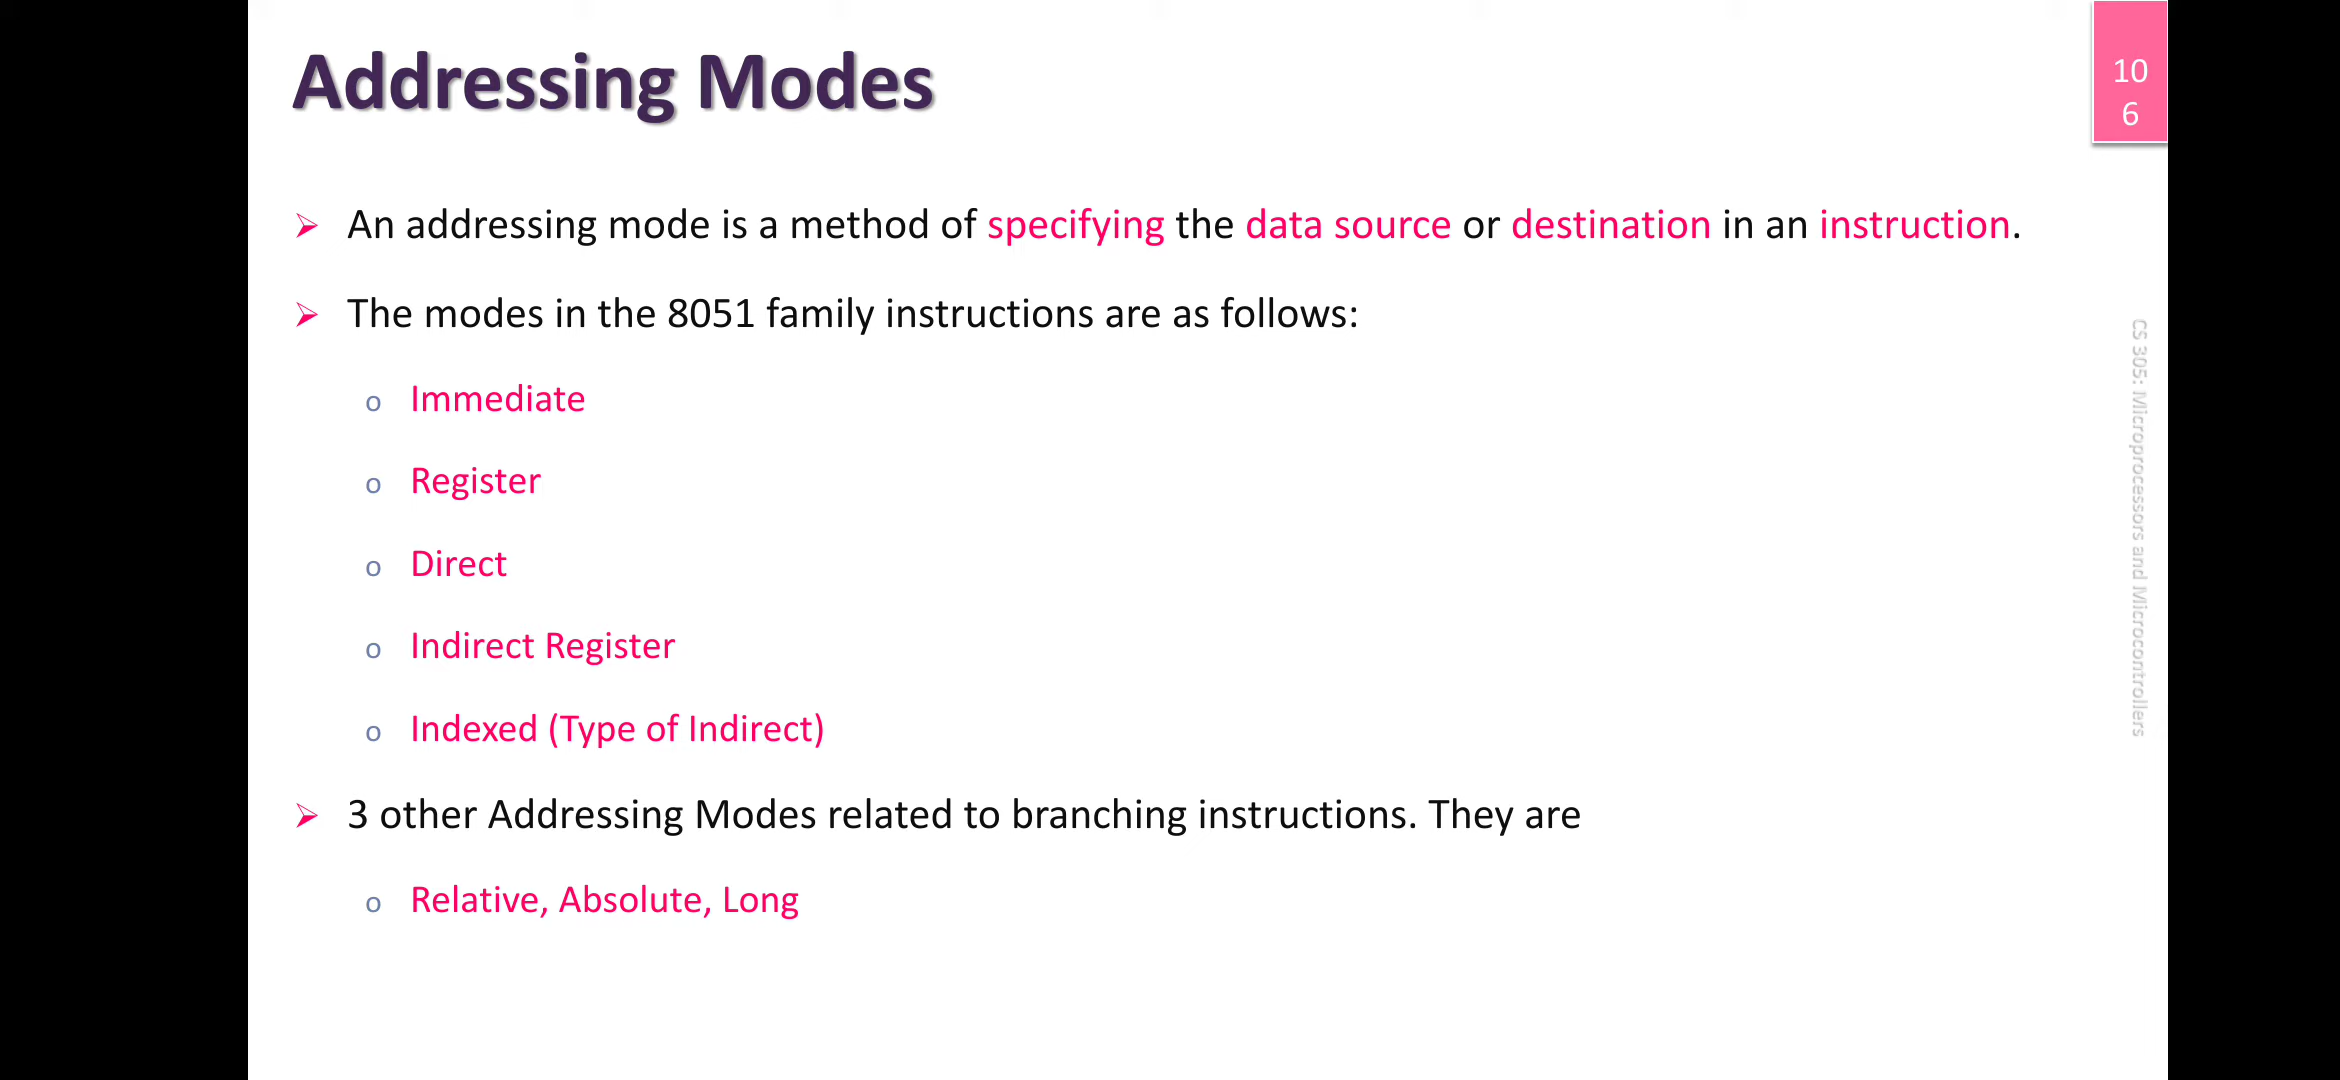 Addressing Modes
10
6
➢ An addressing mode is a method of specifying the data source or destination in an instruction.
➢ The modes in the 8051 family instructions are as follows:
o Immediate
o Register
o Direct
o Indirect Register
o Indexed (Type of Indirect)
➢ 3 other Addressing Modes related to branching instructions. They are
o Relative, Absolute, Long
CS 305: Microprocessors and Microcontrollers